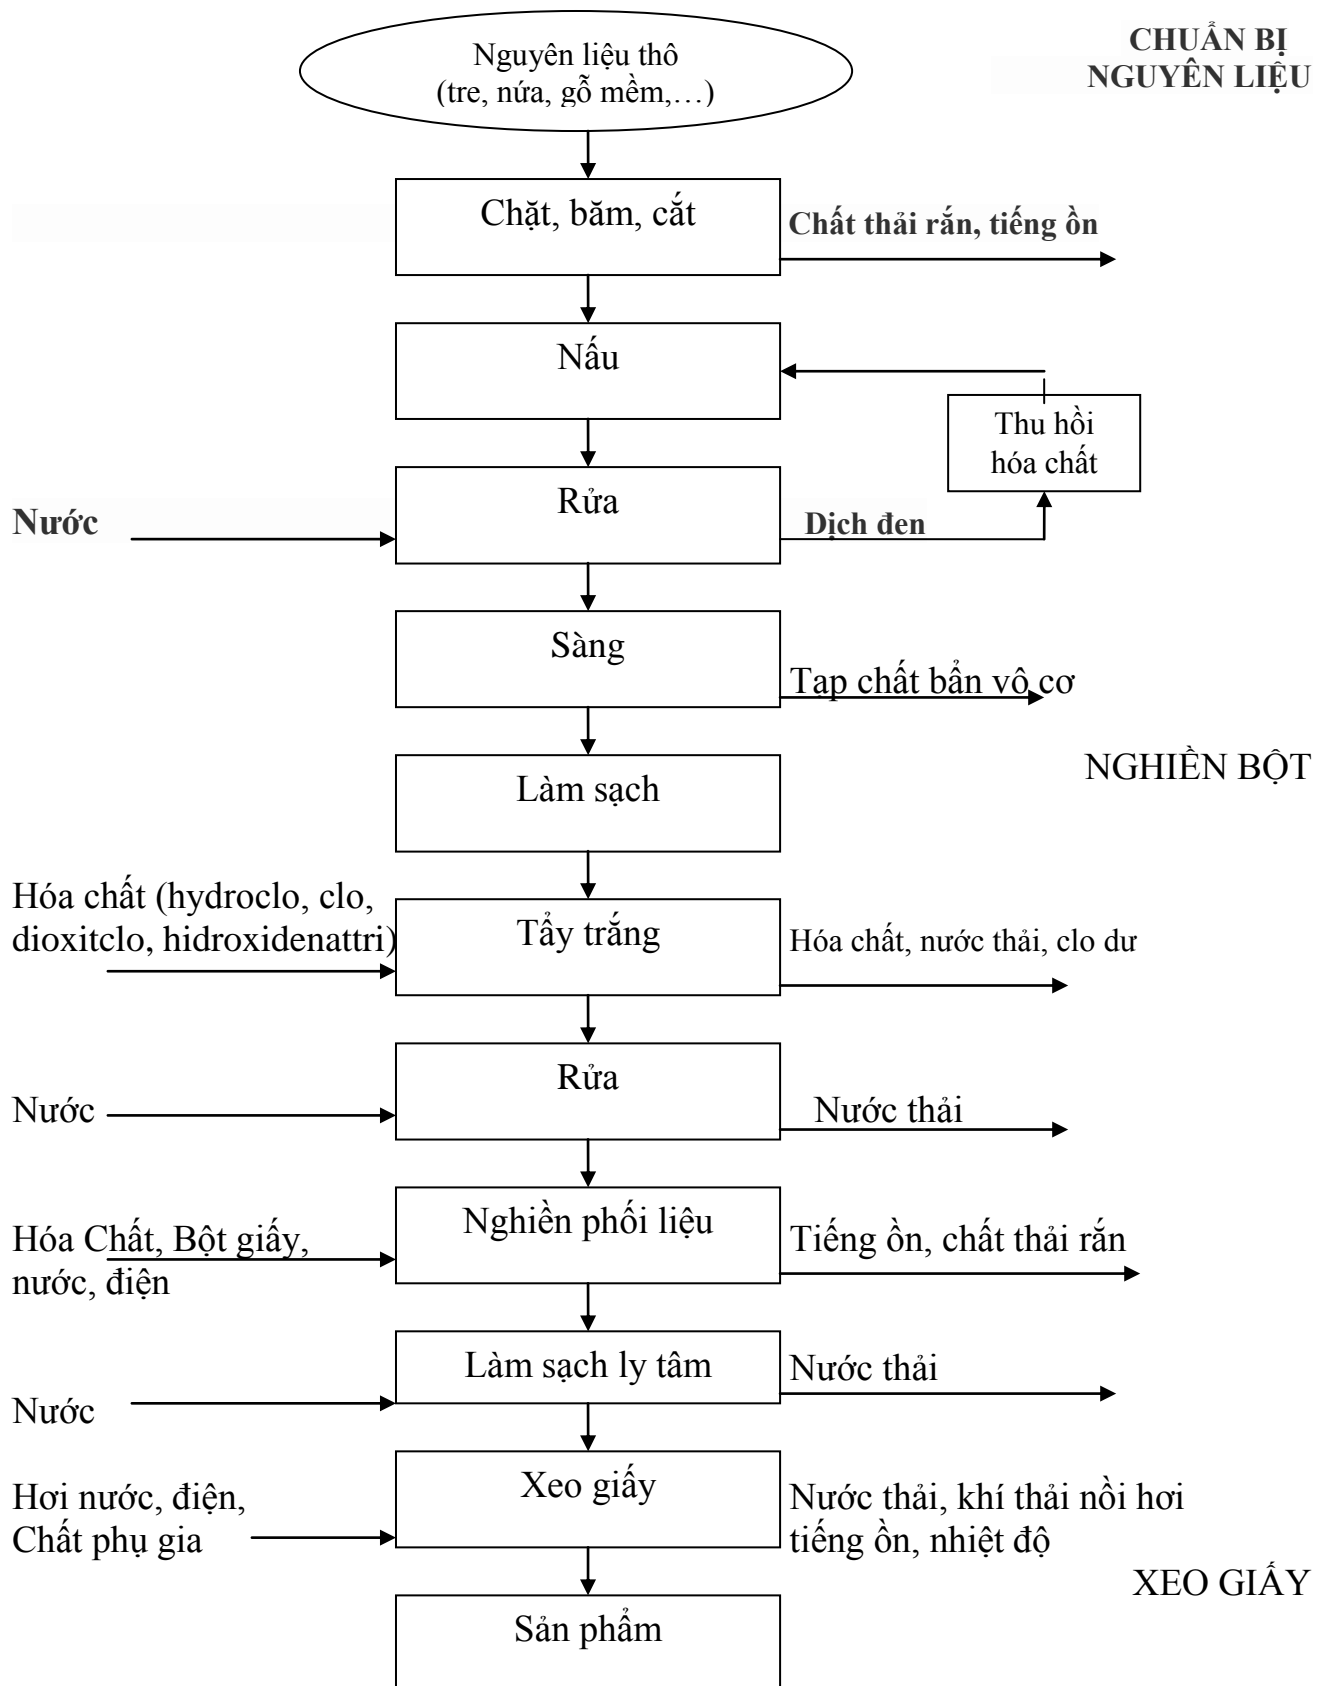 Nguyên liệu thô
(tre, nứa, gỗ mềm,…)
CHUẨN BỊ
NGUYÊN LIỆU
Chặt, băm, cắt
Chất thải rắn, tiếng ồn
Nấu
Thu hồi
hóa chất
Rửa
Nước
Dịch đen
Sàng
Tạp chất bẩn vô cơ
NGHIỀN BỘT
Làm sạch
Hóa chất (hydroclo, clo,
dioxitclo, hidroxidenattri)
Tẩy trắng
Hóa chất, nước thải, clo dư
Rửa
Nước
Nước thải
Nghiền phối liệu
Hóa Chất, Bột giấy,
nước, điện
Tiếng ồn, chất thải rắn
Làm sạch ly tâm
Nước thải
Nước
Xeo giấy
Hơi nước, điện,
Chất phụ gia
Nước thải, khí thải nồi hơi
tiếng ồn, nhiệt độ
XEO GIẤY
Sản phẩm